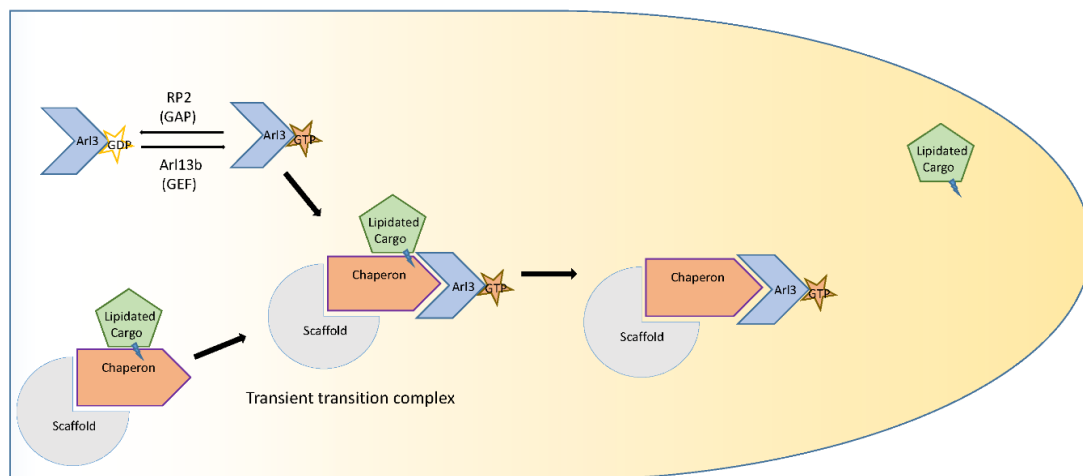 RP2
(GAP)
Arl3
GDP
Arl3
GTP
Arl13b
(GEF)
Lipidated
Cargo
Lipidated
Cargo
Chaperon
Arl3
GTP
Scaffold
Chaperon
Arl3
GTP
Scaffold
Lipidated
Cargo
Chaperon
Scaffold
Transient transition complex